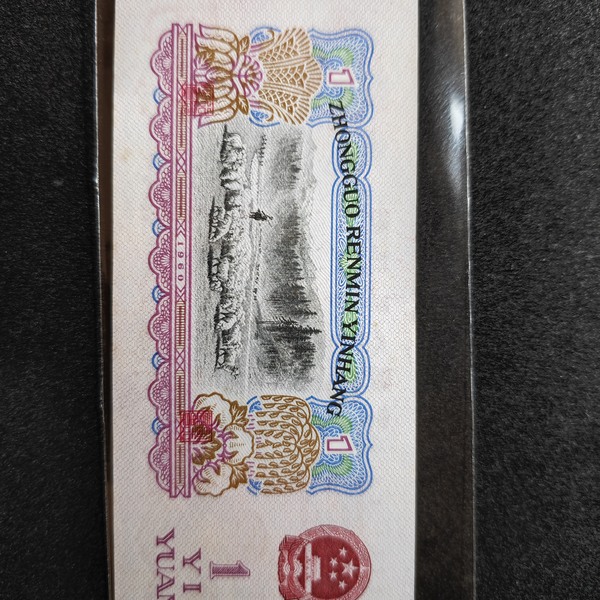 ZHONGGUO RENMIN YINHANG
1
1
1960
1
YI
YUAN